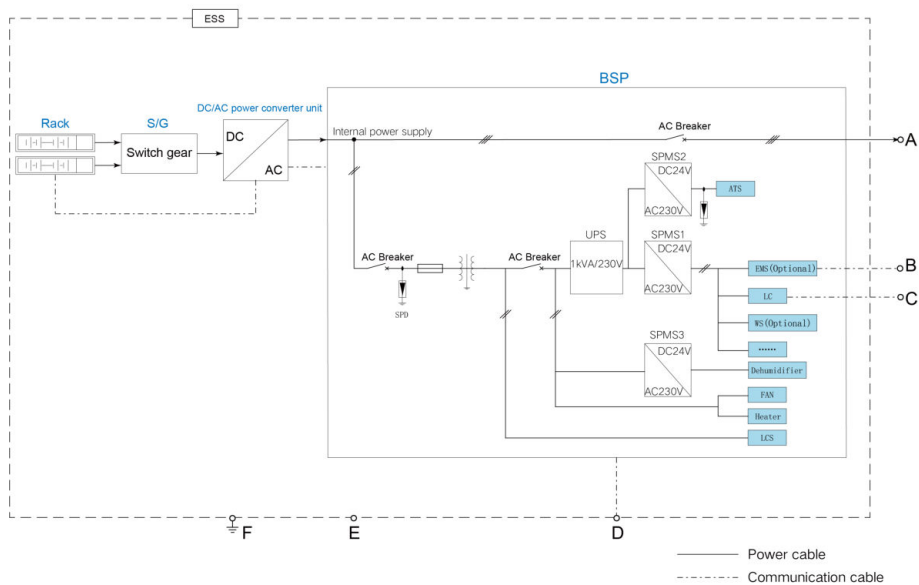 ESS
BSP
Rack
S/G
DC/AC power converter unit
Switch gear
DC
AC
Internal power supply
AC Breaker
A
SPMS2
DC24V
AC230V
ATS
UPS
1kVA/230V
SPMS1
DC24V
AC230V
AC Breaker
AC Breaker
SPD
EMS(Optional)
B
LC
C
WS(Optional)
······
SPMS3
DC24V
AC230V
Dehumidifier
FAN
Heater
LCS
F
E
D
Power cable
Communication cable